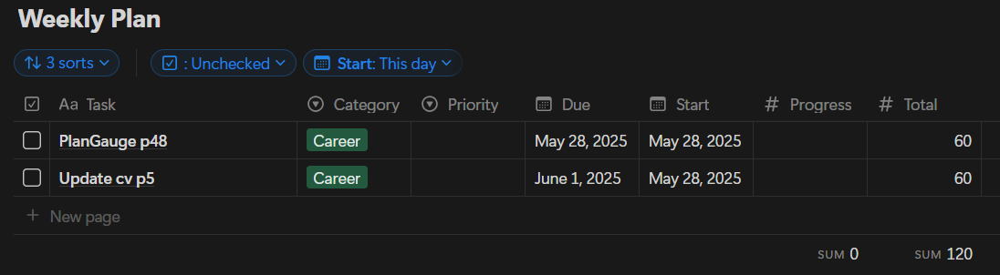 Weekly Plan
3 sorts : Unchecked Start: This day
Aa Task Category Priority Due Start # Progress # Total
PlanGauge p48 Career May 28, 2025 May 28, 2025 60
Update cv p5 Career June 1, 2025 May 28, 2025 60
+ New page
SUM 0 SUM 120